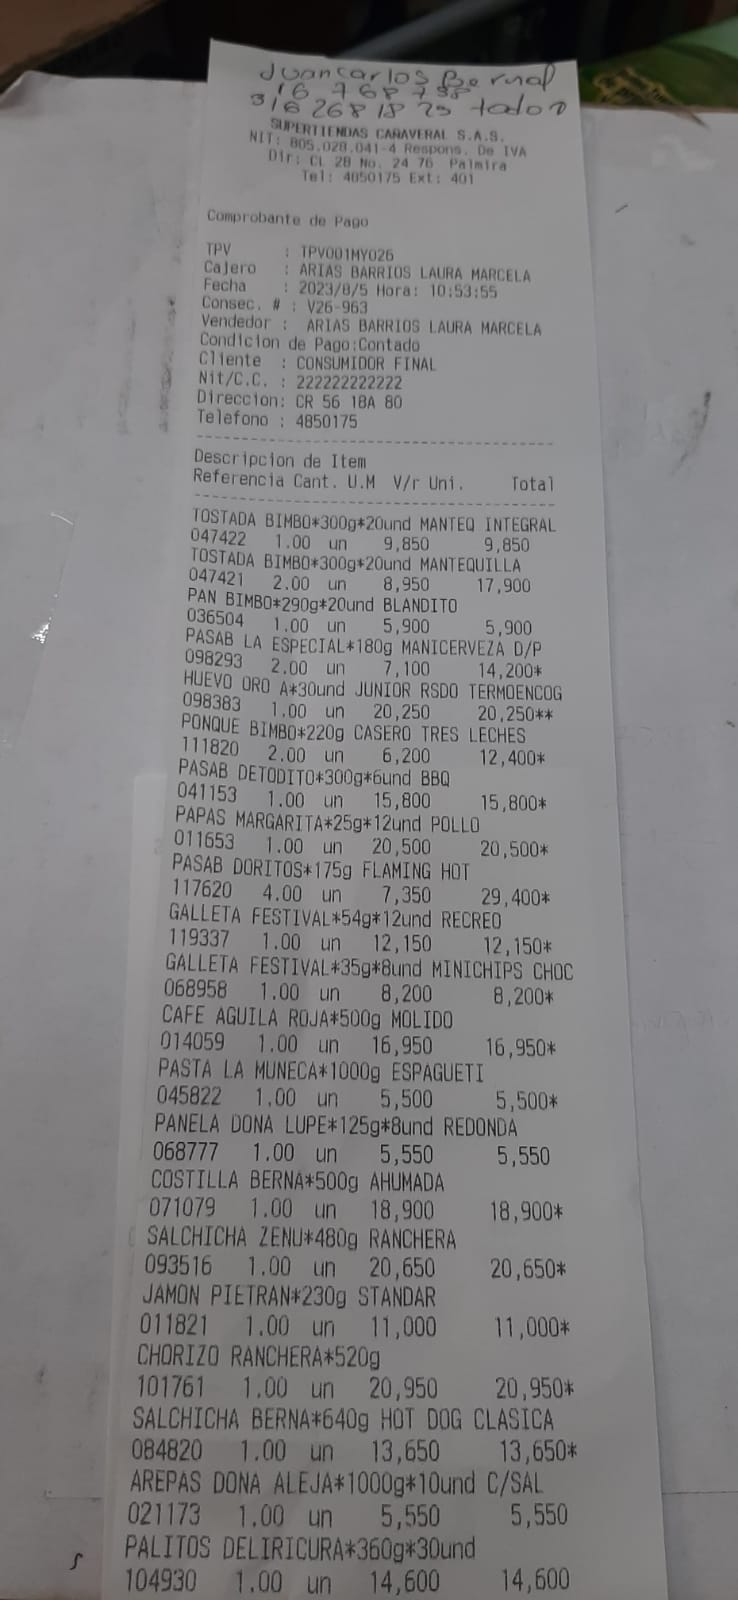 Juan Carlos Bernal
16 768 738
316 268 18 25 todo
SUPERTIENDAS CAÑAVERAL S.A.S.
NIT: 805.028.041-4 Respons. De IVA
Dir: CL 28 No. 24 76 Palmira
Tel: 4850175 Ext: 401
Comprobante de Pago
TPV : TPV001MY026
Cajero : ARIAS BARRIOS LAURA MARCELA
Fecha : 2023/8/5 Hora: 10:53:55
Consec. # : V26-963
Vendedor : ARIAS BARRIOS LAURA MARCELA
Condicion de Pago:Contado
Cliente : CONSUMIDOR FINAL
Nit/C.C. : 222222222222
Direccion: CR 56 18A 80
Telefono : 4850175
Descripcion de Item
Referencia Cant. U.M V/r Uni. Total
TOSTADA BIMBO*300g*20und MANTEQ INTEGRAL
047422 1.00 un 9,850 9,850
TOSTADA BIMBO*300g*20und MANTEQUILLA
047421 2.00 un 8,950 17,900
PAN BIMBO*290g*20und BLANDITO
036504 1.00 un 5,900 5,900
PASAB LA ESPECIAL*180g MANICERVEZA D/P
098293 2.00 un 7,100 14,200*
HUEVO ORO A*30und JUNIOR RSDO TERMOENCOG
098383 1.00 un 20,250 20,250**
PONQUE BIMBO*220g CASERO TRES LECHES
111820 2.00 un 6,200 12,400*
PASAB DETODITO*300g*6und BBQ
041153 1.00 un 15,800 15,800*
PAPAS MARGARITA*25g*12und POLLO
011653 1.00 un 20,500 20,500*
PASAB DORITOS*175g FLAMING HOT
117620 4.00 un 7,350 29,400*
GALLETA FESTIVAL*54g*12und RECREO
119337 1.00 un 12,150 12,150*
GALLETA FESTIVAL*35g*8und MINICHIPS CHOC
068958 1.00 un 8,200 8,200*
CAFE AGUILA ROJA*500g MOLIDO
014059 1.00 un 16,950 16,950*
PASTA LA MUNECA*1000g ESPAGUETI
045822 1.00 un 5,500 5,500*
PANELA DONA LUPE*125g*8und REDONDA
068777 1.00 un 5,550 5,550
COSTILLA BERNA*500g AHUMADA
071079 1.00 un 18,900 18,900*
SALCHICHA ZENU*480g RANCHERA
093516 1.00 un 20,650 20,650*
JAMON PIETRAN*230g STANDAR
011821 1.00 un 11,000 11,000*
CHORIZO RANCHERA*520g
101761 1.00 un 20,950 20,950*
SALCHICHA BERNA*640g HOT DOG CLASICA
084820 1.00 un 13,650 13,650*
AREPAS DONA ALEJA*1000g*10und C/SAL
021173 1.00 un 5,550 5,550
PALITOS DELIRICURA*360g*30und
104930 1.00 un 14,600 14,600